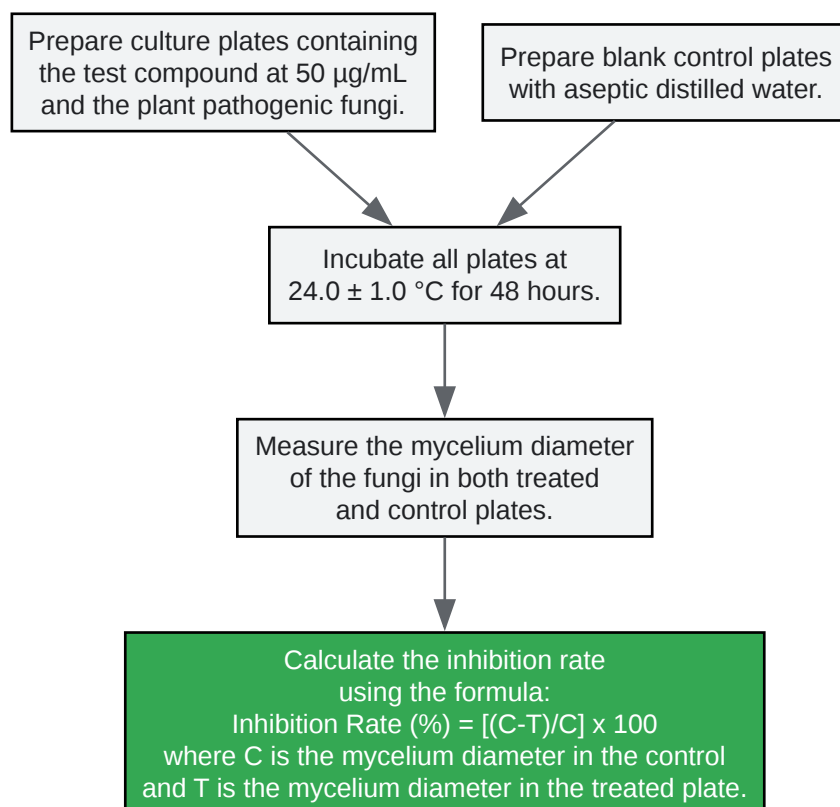 Prepare culture plates containing
the test compound at 50 µg/mL
and the plant pathogenic fungi.
Prepare blank control plates
with aseptic distilled water.
Incubate all plates at
24.0 ± 1.0 °C for 48 hours.
Measure the mycelium diameter
of the fungi in both treated
and control plates.
Calculate the inhibition rate
using the formula:
Inhibition Rate (%) = [(C-T)/C] x 100
where C is the mycelium diameter in the control
and T is the mycelium diameter in the treated plate.